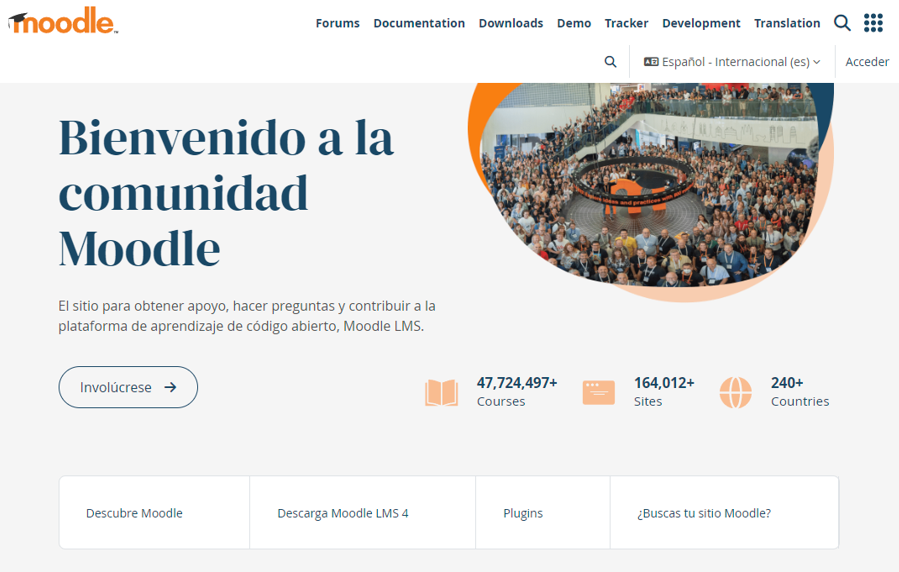 moodle
Forums Documentation Downloads Demo Tracker Development Translation
Español - Internacional (es) Acceder
Bienvenido a la
comunidad
Moodle
El sitio para obtener apoyo, hacer preguntas y contribuir a la
plataforma de aprendizaje de código abierto, Moodle LMS.
Involúcrese
47,724,497+
Courses
164,012+
Sites
240+
Countries
Descubre Moodle
Descarga Moodle LMS 4
Plugins
¿Buscas tu sitio Moodle?